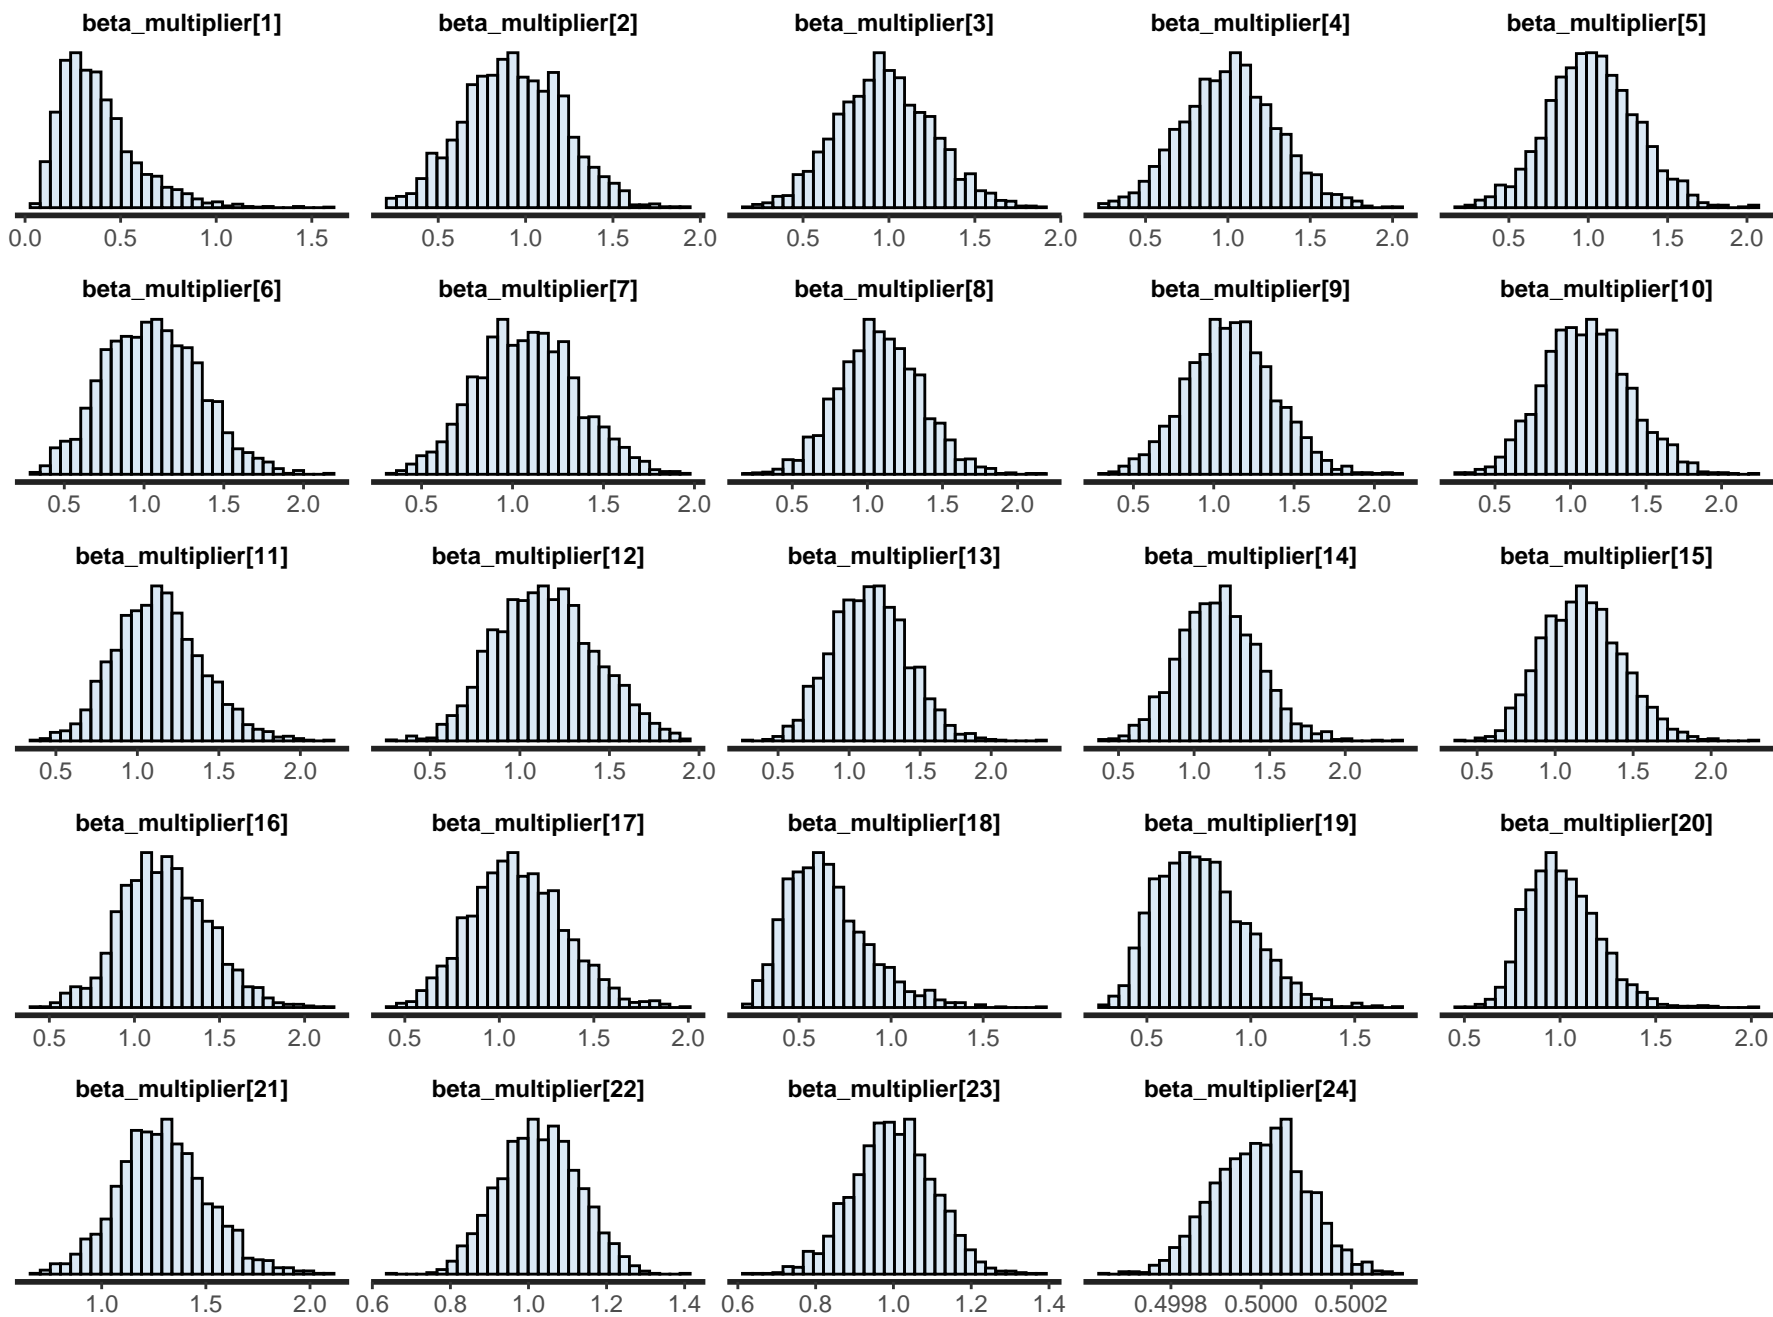 beta_multiplier[1] beta_multiplier[2] beta_multiplier[3] beta_multiplier[4] beta_multiplier[5]
0.0 0.5 1.0 1.5 0.5 1.0 1.5 2.0 0.5 1.0 1.5 2.0 0.5 1.0 1.5 2.0 0.5 1.0 1.5 2.0
beta_multiplier[6] beta_multiplier[7] beta_multiplier[8] beta_multiplier[9] beta_multiplier[10]
0.5 1.0 1.5 2.0 0.5 1.0 1.5 2.0 0.5 1.0 1.5 2.0 0.5 1.0 1.5 2.0 0.5 1.0 1.5 2.0
beta_multiplier[11] beta_multiplier[12] beta_multiplier[13] beta_multiplier[14] beta_multiplier[15]
0.5 1.0 1.5 2.0 0.5 1.0 1.5 2.0 0.5 1.0 1.5 2.0 0.5 1.0 1.5 2.0 0.5 1.0 1.5 2.0
beta_multiplier[16] beta_multiplier[17] beta_multiplier[18] beta_multiplier[19] beta_multiplier[20]
0.5 1.0 1.5 2.0 0.5 1.0 1.5 2.0 0.5 1.0 1.5 0.5 1.0 1.5 0.5 1.0 1.5 2.0
beta_multiplier[21] beta_multiplier[22] beta_multiplier[23] beta_multiplier[24]
1.0 1.5 2.0 0.6 0.8 1.0 1.2 1.4 0.6 0.8 1.0 1.2 1.4 0.4998 0.5000 0.5002